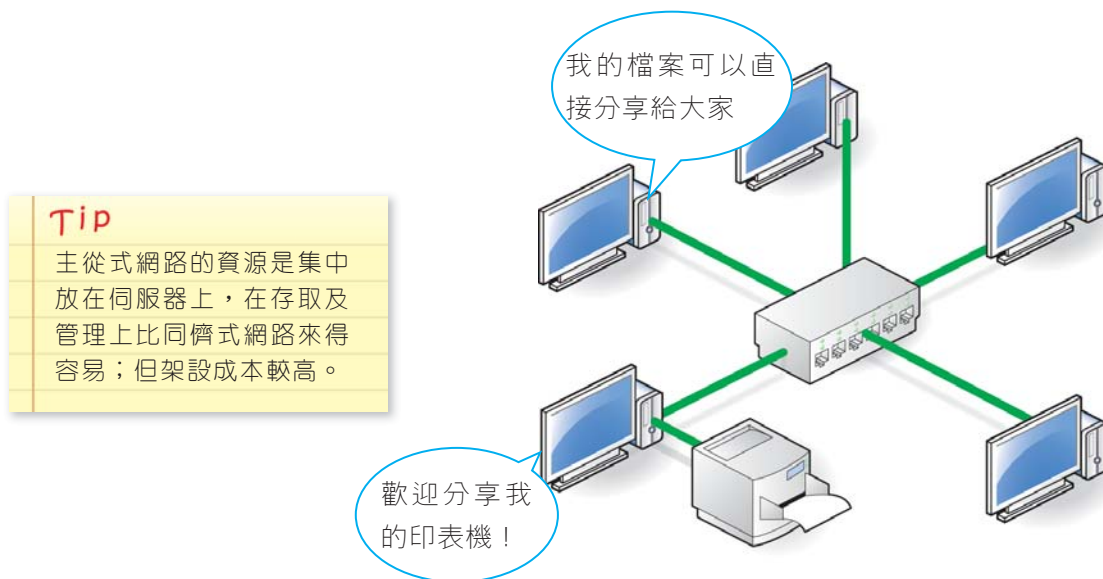 我的檔案可以直
接分享給大家
Tip
主從式網路的資源是集中
放在伺服器上，在存取及
管理上比同儕式網路來得
容易；但架設成本較高。
歡迎分享我
的印表機！